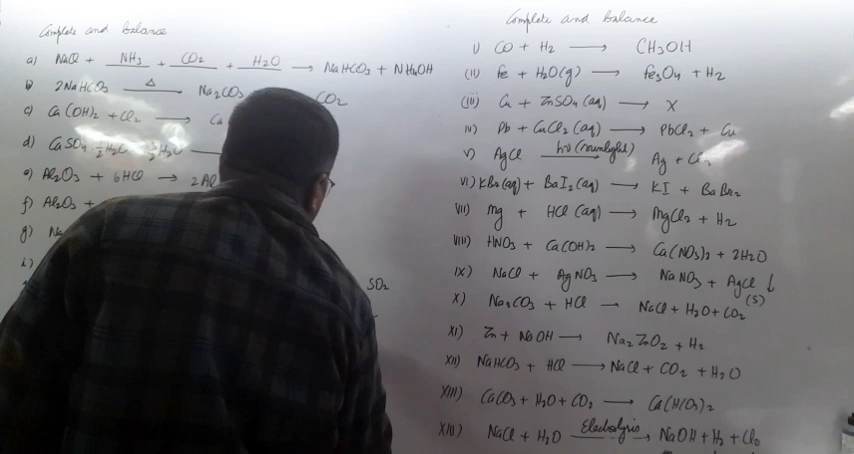 Complete and balance
a) NaCl + NH3 + CO2 + H2O → NaHCO3 + NH4OH
b) 2NaHCO3 —Δ→ Na2CO3 CO2
c) Ca(OH)2 + Cl2 → Ca
d) CaSO4 ½H2O 3/2H2O
e) Al2O3 + 6HCl → 2Al
f) Al2O3 +
g) Na
i)
SO2
Complete and balance
i) CO + H2 → CH3OH
(ii) Fe + H2O(g) → Fe3O4 + H2
(iii) Cu + ZnSO4(aq) → X
iv) Pb + CuCl2(aq) → PbCl2 + Cu
v) AgCl —hν(sunlight)→ Ag + Cl2
vi) KBr(aq) + BaI2(aq) → KI + BaBr2
vii) Mg + HCl(aq) → MgCl2 + H2
viii) HNO3 + Ca(OH)2 → Ca(NO3)2 + 2H2O
ix) NaCl + AgNO3 → NaNO3 + AgCl ↓
(s)
x) Na2CO3 + HCl → NaCl + H2O + CO2
xi) Zn + NaOH → Na2ZnO2 + H2
xii) NaHCO3 + HCl → NaCl + CO2 + H2O
xiii) CaCO3 + H2O + CO2 → Ca(HCO3)2
xiv) NaCl + H2O —Electrolysis→ NaOH + H2 + Cl2